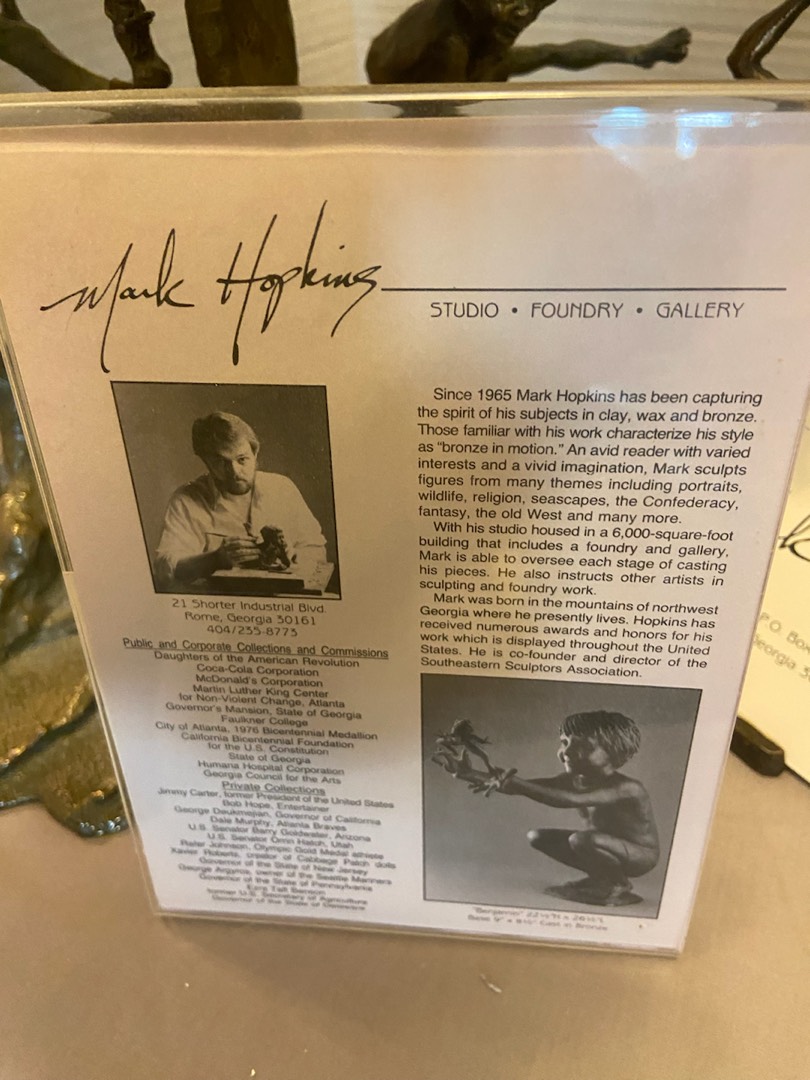 Mark Hopkins
STUDIO • FOUNDRY • GALLERY
21 Shorter Industrial Blvd.
Rome, Georgia 30161
404/235-8773
Public and Corporate Collections and Commissions
Daughters of the American Revolution
Coca-Cola Corporation
McDonald's Corporation
Martin Luther King Center
for Non-Violent Change, Atlanta
Governor's Mansion, State of Georgia
Faulkner College
City of Atlanta, 1976 Bicentennial Medallion
California Bicentennial Foundation
for the U.S. Constitution
State of Georgia
Humana Hospital Corporation
Georgia Council for the Arts
Private Collections
Jimmy Carter, former President of the United States
Bob Hope, Entertainer
George Deukmejian, Governor of California
Dale Murphy, Atlanta Braves
U.S. Senator Barry Goldwater, Arizona
U.S. Senator Orrin Hatch, Utah
Rafer Johnson, Olympic Gold Medal athlete
Xavier Roberts, creator of Cabbage Patch dolls
Governor of the State of New Jersey
George Argyros, owner of the Seattle Mariners
Governor of the State of Pennsylvania
Ezra Taft Benson
former U.S. Secretary of Agriculture
Governor of the State of Delaware
Since 1965 Mark Hopkins has been capturing
the spirit of his subjects in clay, wax and bronze.
Those familiar with his work characterize his style
as "bronze in motion." An avid reader with varied
interests and a vivid imagination, Mark sculpts
figures from many themes including portraits,
wildlife, religion, seascapes, the Confederacy,
fantasy, the old West and many more.
With his studio housed in a 6,000-square-foot
building that includes a foundry and gallery,
Mark is able to oversee each stage of casting
his pieces. He also instructs other artists in
sculpting and foundry work.
Mark was born in the mountains of northwest
Georgia where he presently lives. Hopkins has
received numerous awards and honors for his
work which is displayed throughout the United
States. He is co-founder and director of the
Southeastern Sculptors Association.
"Benjamin"
Cast in Bronze
P.O. Box